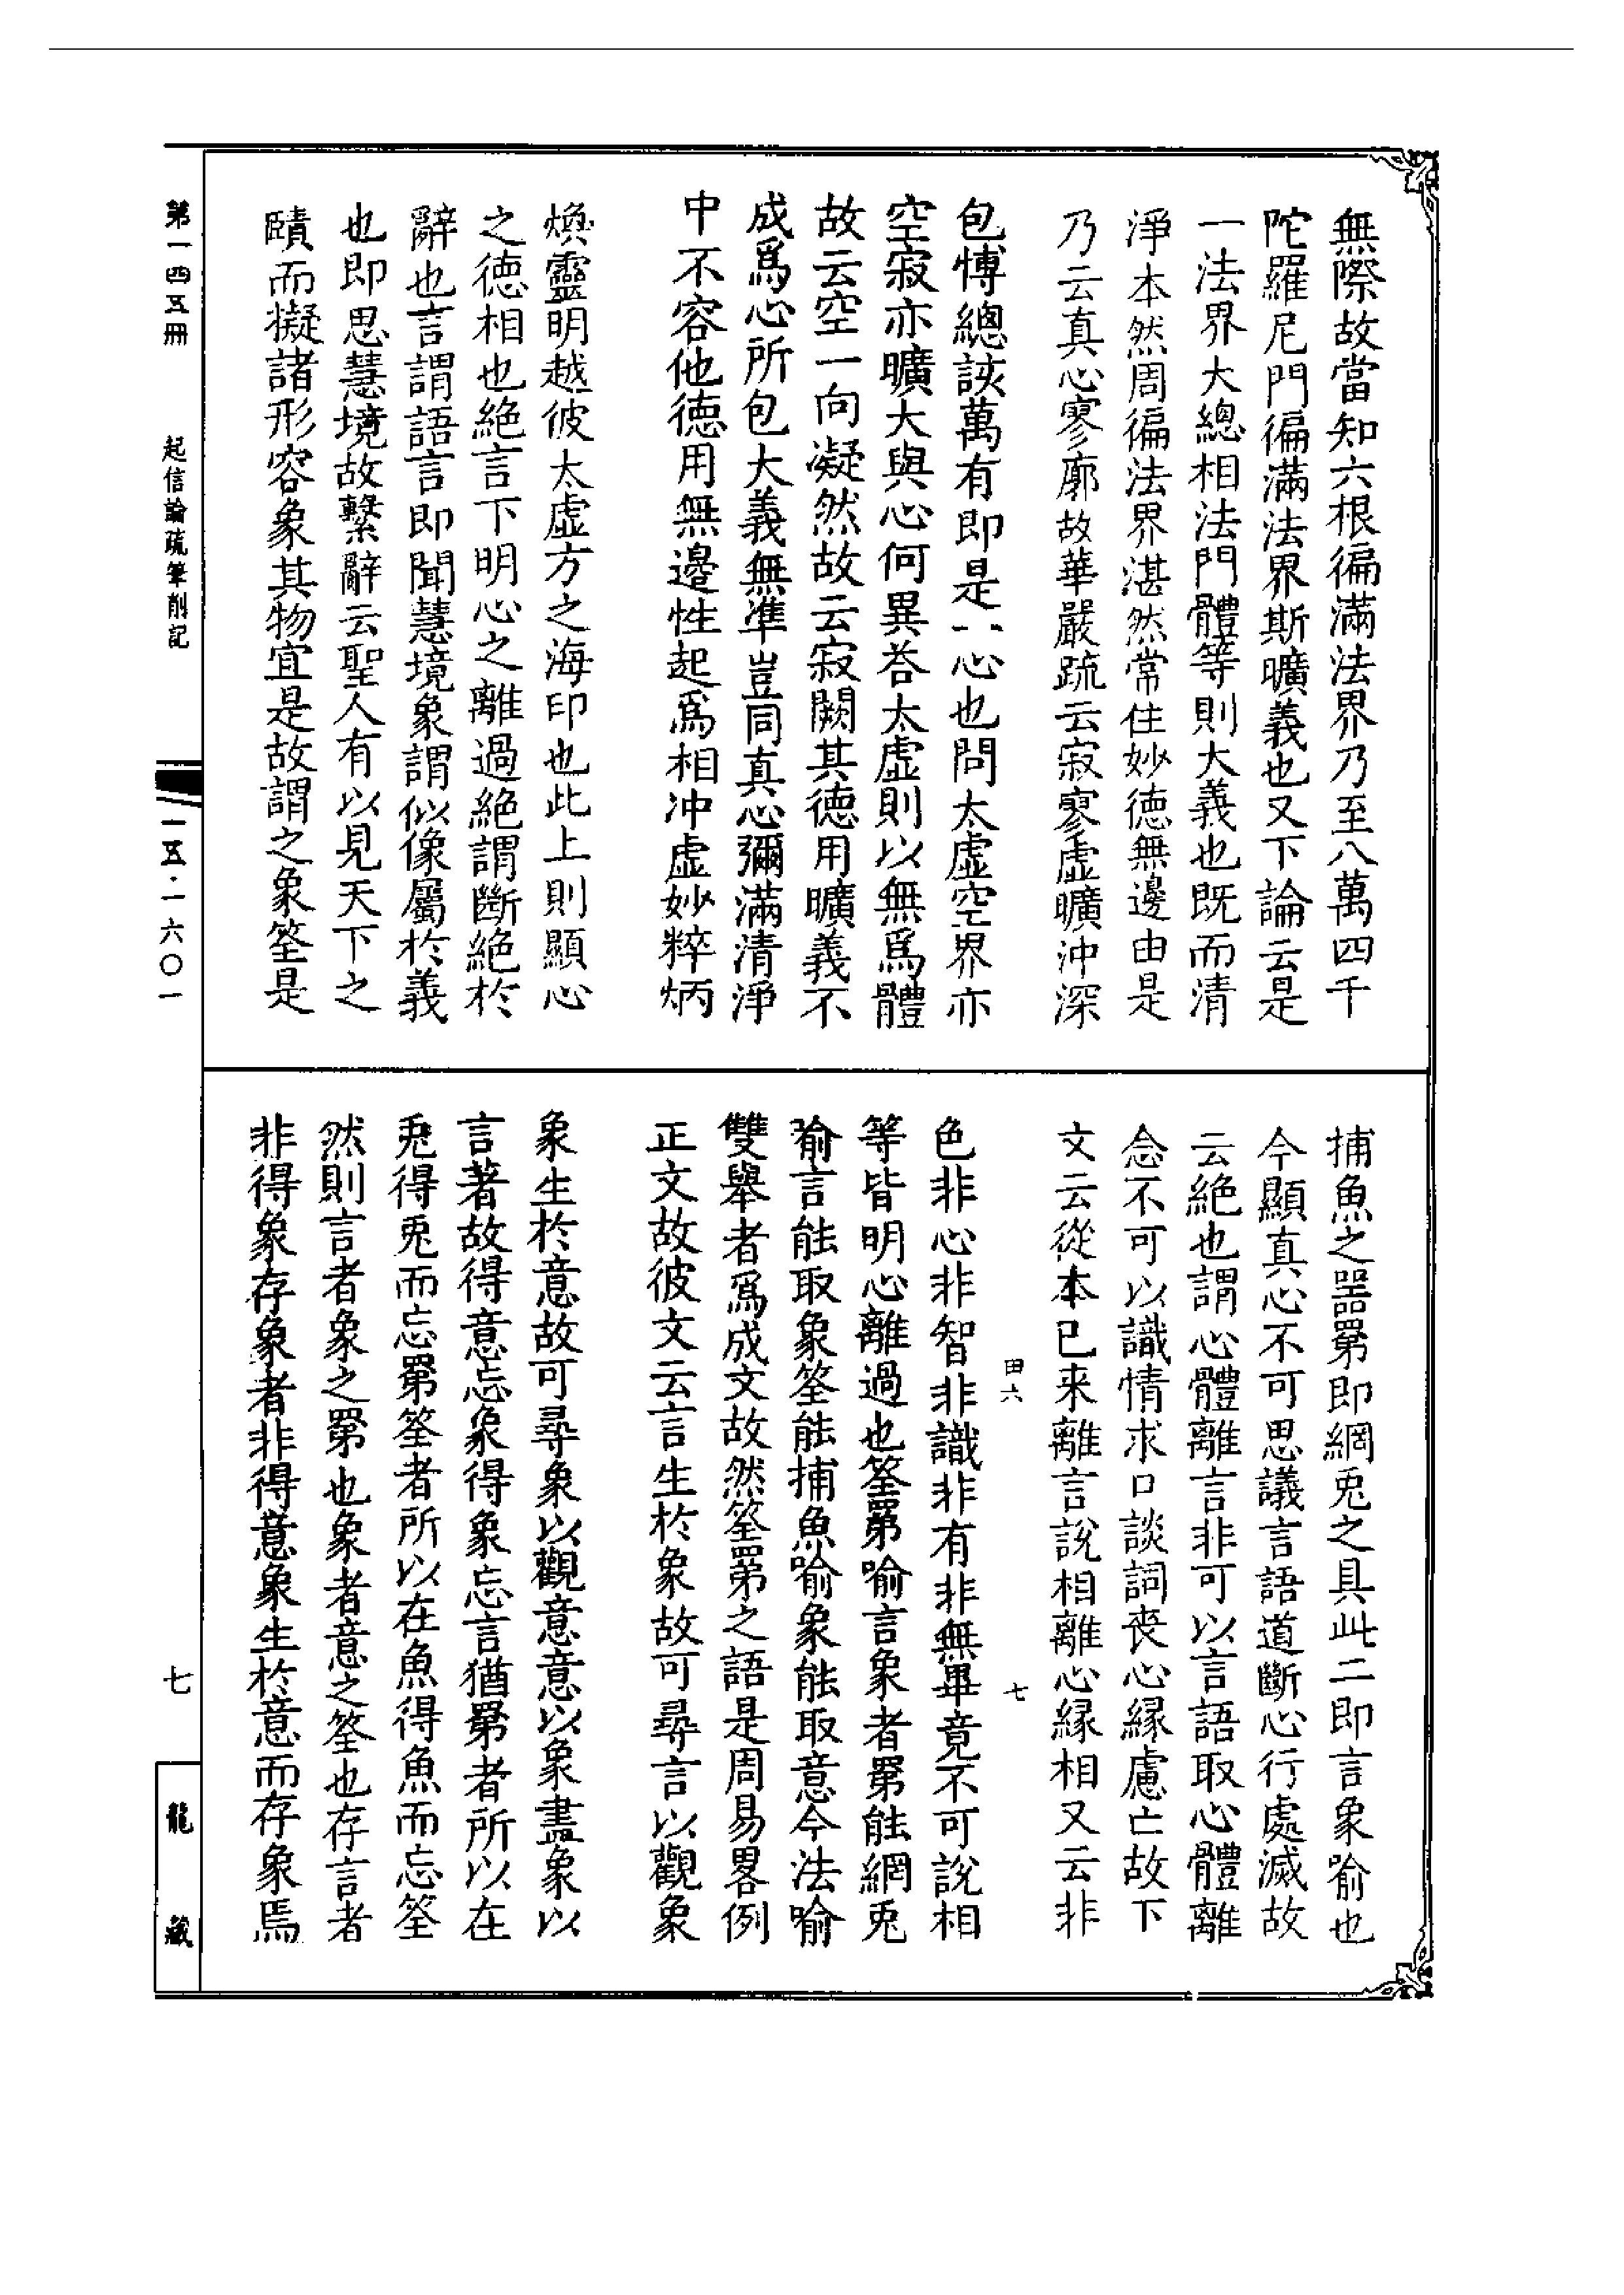 無際故當知六根徧滿法界乃至八萬四千
陀羅尼門徧滿法界斯曠義也又下論云是
一法界大總相法門體等則大義也既而清
淨本然周徧法界湛然常住妙德無邊由是
乃云真心寥廓故華嚴疏云寂寥虛曠沖深
包博總該萬有即是一心也問太虛空界亦
空寂亦曠大與心何異荅太虛則以無爲體
故云空一向凝然故云寂闕其德用曠義不
成爲心所包大義無準豈同真心彌滿清淨
中不容他德用無邊性起爲相冲虛妙粹炳
煥靈明越彼太虛方之海印也此上則顯心
之德相也絕言下明心之離過絕謂斷絕於
辭也言謂語言即聞慧境象謂似像屬於義
也即思慧境故繫辭云聖人有以見天下之
賾而擬諸形容象其物宜是故謂之象筌是
捕魚之器罤即網兎之具此二即言象喻也
今顯真心不可思議言語道斷心行處滅故
云絕也謂心體離言非可以言語取心體離
念不可以識情求口談詞喪心緣慮亡故下
文云從本已来離言說相離心緣相又云非
田六 七
色非心非智非識非有非無畢竟不可說相
等皆明心離過也筌罤喻言象者罤能網兎
喻言能取象筌能捕魚喻象能取意今法喻
雙舉者爲成文故然筌罤之語是周易畧例
正文故彼文云言生於象故可尋言以觀象
象生於意故可尋象以觀意意以象盡象以
言著故得意忘象得象忘言猶罤者所以在
兎得兎而忘罤筌者所以在魚得魚而忘筌
然則言者象之罤也象者意之筌也存言者
非得象存象者非得意象生於意而存象焉
第一四五冊 起信論疏筆削記 一五·一六〇一
七
龍藏